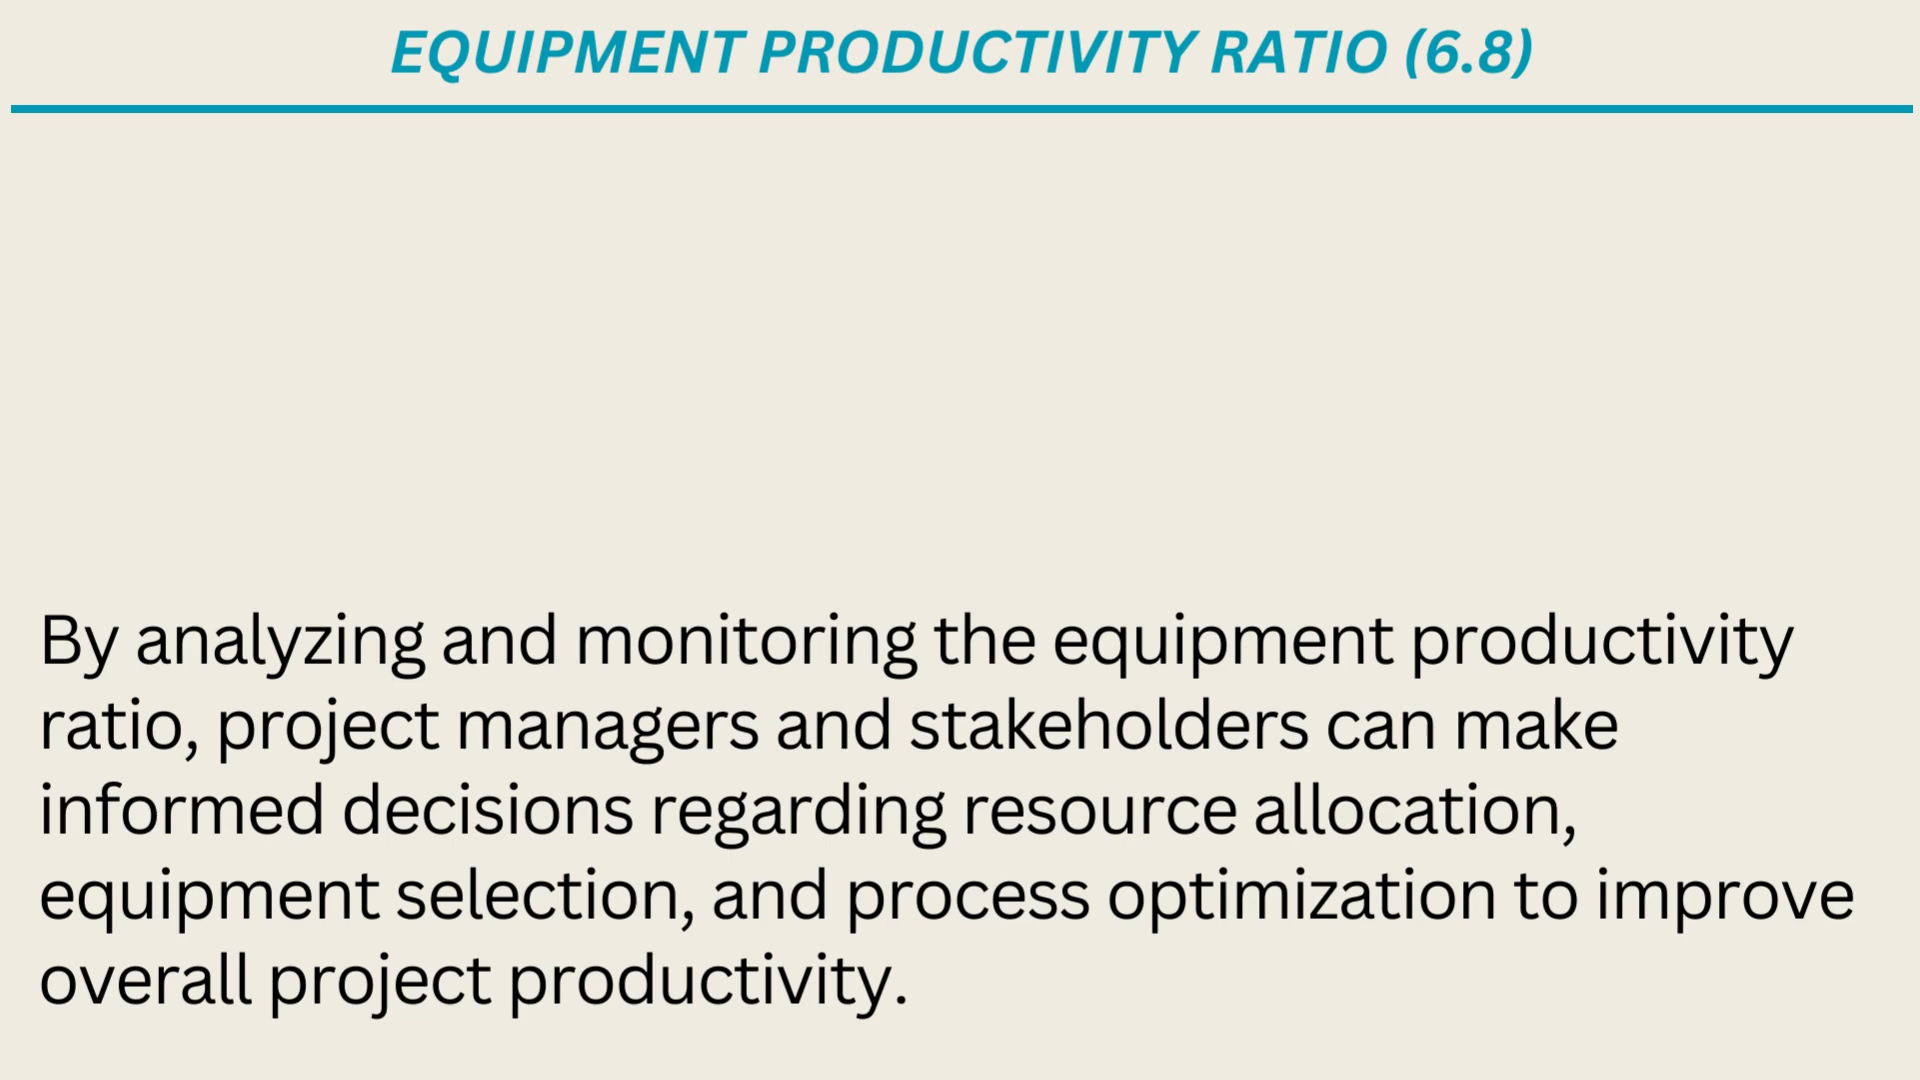 EQUIPMENT PRODUCTIVITY RATIO (6.8)
By analyzing and monitoring the equipment productivity
ratio, project managers and stakeholders can make
informed decisions regarding resource allocation,
equipment selection, and process optimization to improve
overall project productivity.